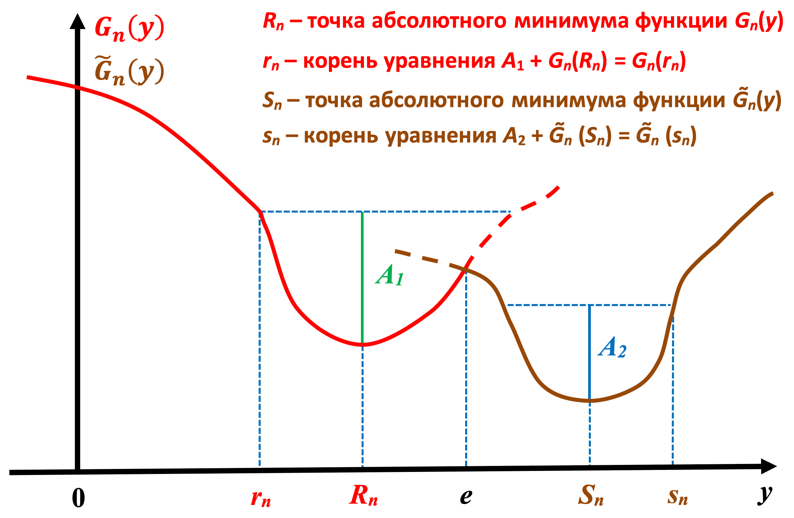 Gₙ(y)
G̃ₙ(y)
Rₙ – точка абсолютного минимума функции Gₙ(y)
rₙ – корень уравнения A₁ + Gₙ(Rₙ) = Gₙ(rₙ)
Sₙ – точка абсолютного минимума функции G̃ₙ(y)
sₙ – корень уравнения A₂ + G̃ₙ (Sₙ) = G̃ₙ (sₙ)
A₁
A₂
0 rₙ Rₙ e Sₙ sₙ y